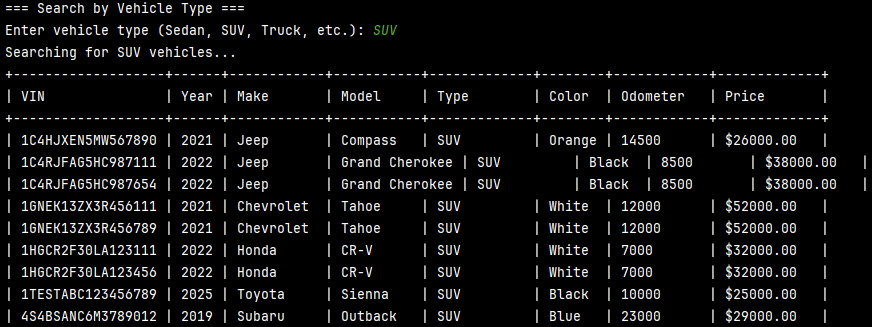 === Search by Vehicle Type ===
Enter vehicle type (Sedan, SUV, Truck, etc.): SUV
Searching for SUV vehicles...
+-------------------+------+------------+-----------+-------------+--------+------------+-------------+
| VIN               | Year | Make       | Model     | Type        | Color  | Odometer   | Price       |
+-------------------+------+------------+-----------+-------------+--------+------------+-------------+
| 1C4HJXEN5MW567890 | 2021 | Jeep       | Compass   | SUV         | Orange | 14500      | $26000.00   |
| 1C4RJFAG5HC987111 | 2022 | Jeep       | Grand Cherokee | SUV         | Black  | 8500       | $38000.00   |
| 1C4RJFAG5HC987654 | 2022 | Jeep       | Grand Cherokee | SUV         | Black  | 8500       | $38000.00   |
| 1GNEK13ZX3R456111 | 2021 | Chevrolet  | Tahoe     | SUV         | White  | 12000      | $52000.00   |
| 1GNEK13ZX3R456789 | 2021 | Chevrolet  | Tahoe     | SUV         | White  | 12000      | $52000.00   |
| 1HGCR2F30LA123111 | 2022 | Honda      | CR-V      | SUV         | White  | 7000       | $32000.00   |
| 1HGCR2F30LA123456 | 2022 | Honda      | CR-V      | SUV         | White  | 7000       | $32000.00   |
| 1TESTABC123456789 | 2025 | Toyota     | Sienna    | SUV         | Black  | 10000      | $25000.00   |
| 4S4BSANC6M3789012 | 2019 | Subaru     | Outback   | SUV         | Blue   | 23000      | $29000.00   |